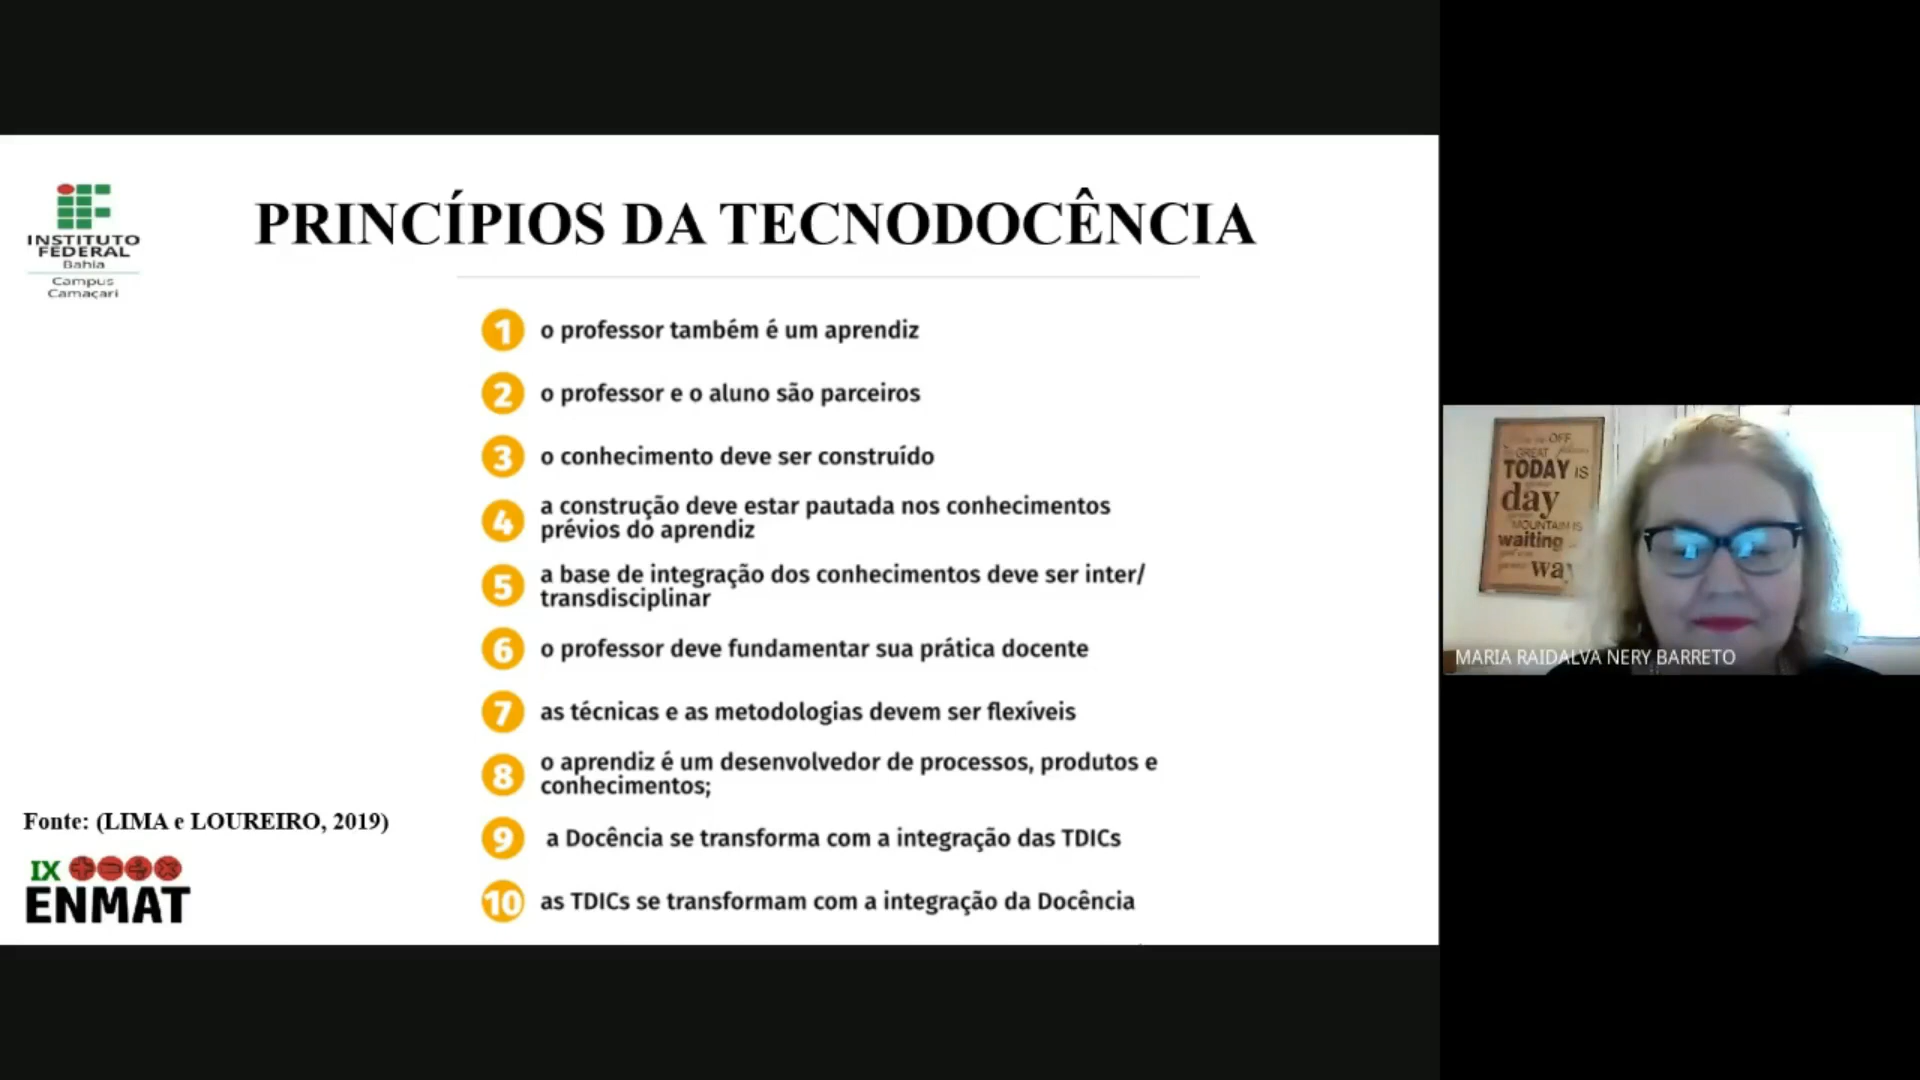 INSTITUTO
FEDERAL
Bahia
Campus
Camaçari
PRINCÍPIOS DA TECNODOCÊNCIA
1 o professor também é um aprendiz
2 o professor e o aluno são parceiros
3 o conhecimento deve ser construído
4 a construção deve estar pautada nos conhecimentos
prévios do aprendiz
5 a base de integração dos conhecimentos deve ser inter/
transdisciplinar
6 o professor deve fundamentar sua prática docente
7 as técnicas e as metodologias devem ser flexíveis
8 o aprendiz é um desenvolvedor de processos, produtos e
conhecimentos;
9 a Docência se transforma com a integração das TDICs
10 as TDICs se transformam com a integração da Docência
Fonte: (LIMA e LOUREIRO, 2019)
IX
ENMAT
OFF
GREAT
TODAY IS
day
MOUNTAIN IS
waiting
way
MARIA RAIDALVA NERY BARRETO